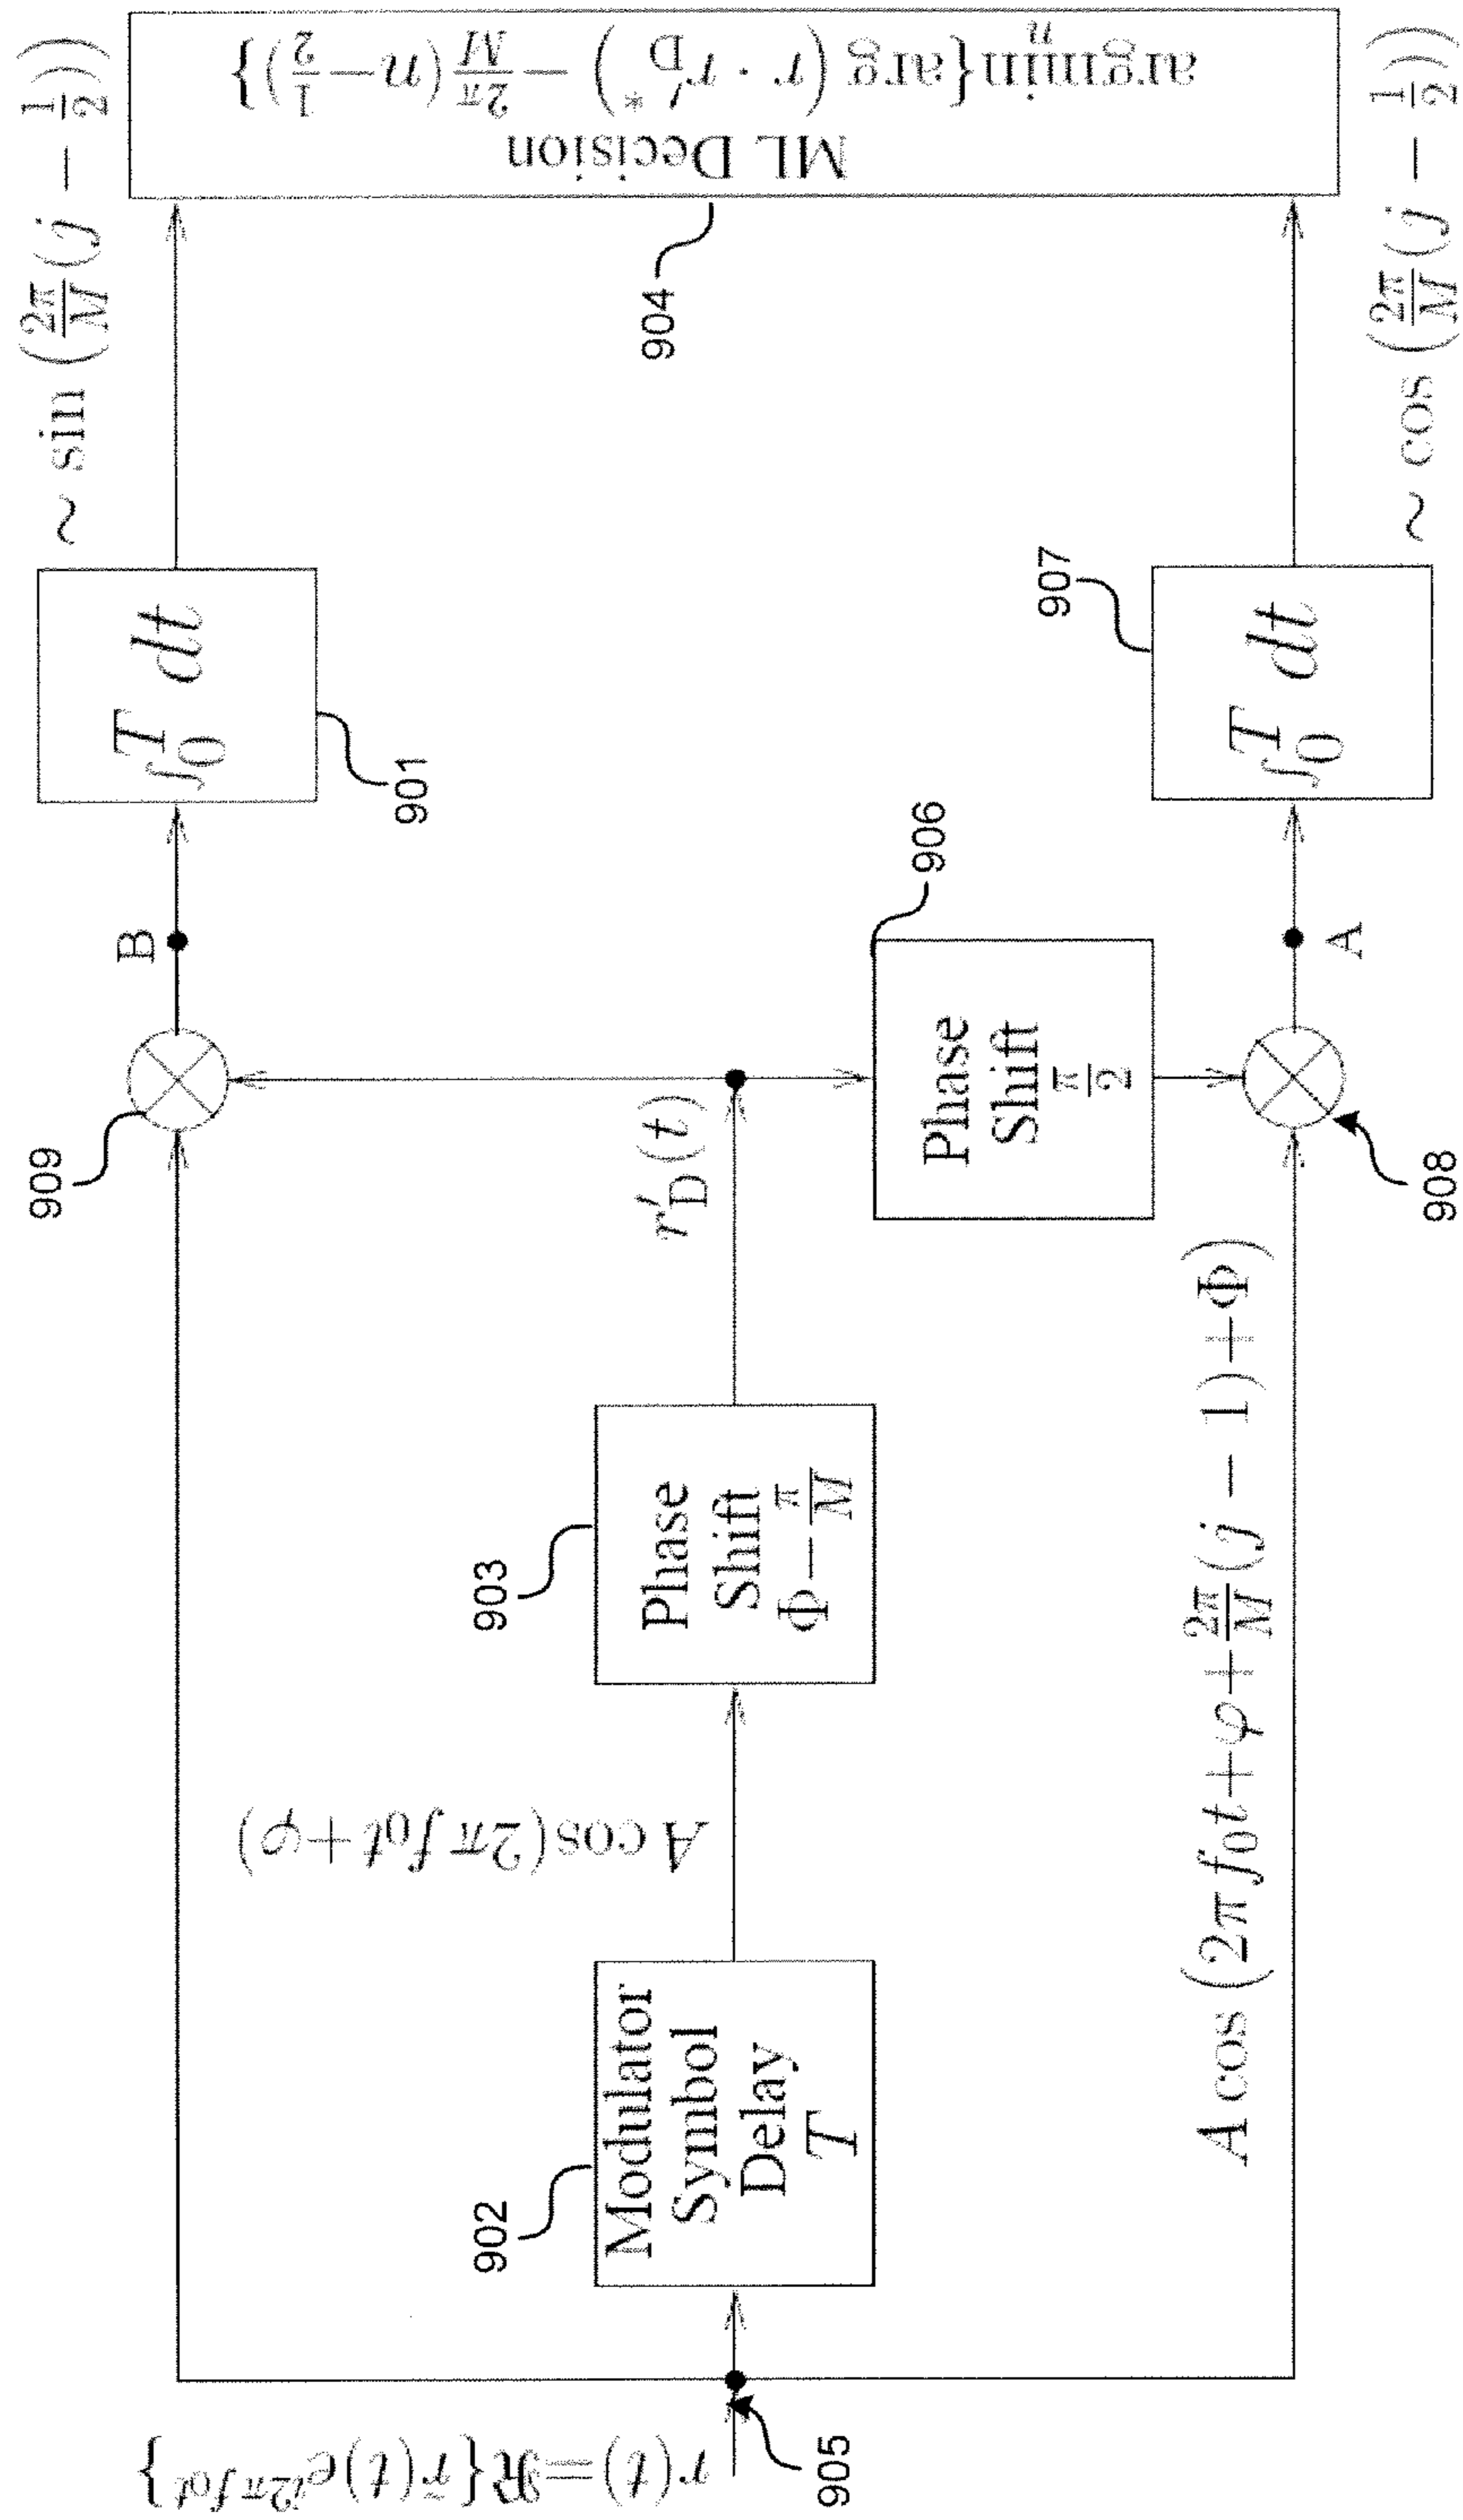 r(t)=ℜ{r̃(t)e^{i2πf₀t}}
905
902
Modulator
Symbol
Delay
T
A cos(2πf₀t+φ)
903
Phase
Shift
Φ−π/M
r′_D(t)
A cos(2πf₀t+φ+2π/M(j − 1)+Φ)
909
B
906
Phase
Shift
π/2
908
A
901
∫₀ᵀ dt
907
∫₀ᵀ dt
~ sin(2π/M(j − 1/2))
904
ML Decision
argmin_n{arg(r·r′_D*)−2π/M(n−1/2)}
~ cos(2π/M(j − 1/2))